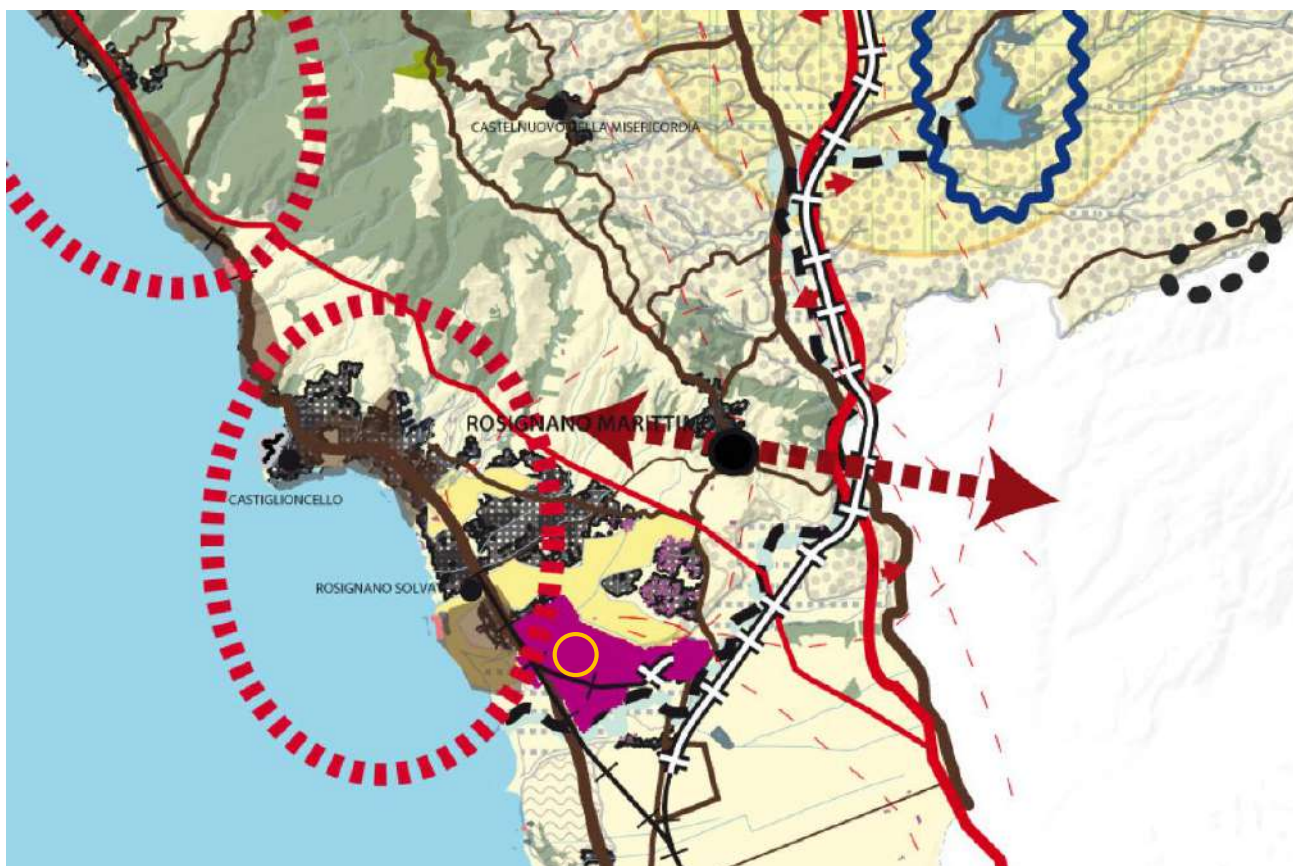 CASTELNUOVO DELLA MISERICORDIA
ROSIGNANO MARITTIMO
CASTIGLIONCELLO
ROSIGNANO SOLVAY